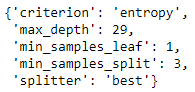 {'criterion': 'entropy',
'max_depth': 29,
'min_samples_leaf': 1,
'min_samples_split': 3,
'splitter': 'best'}